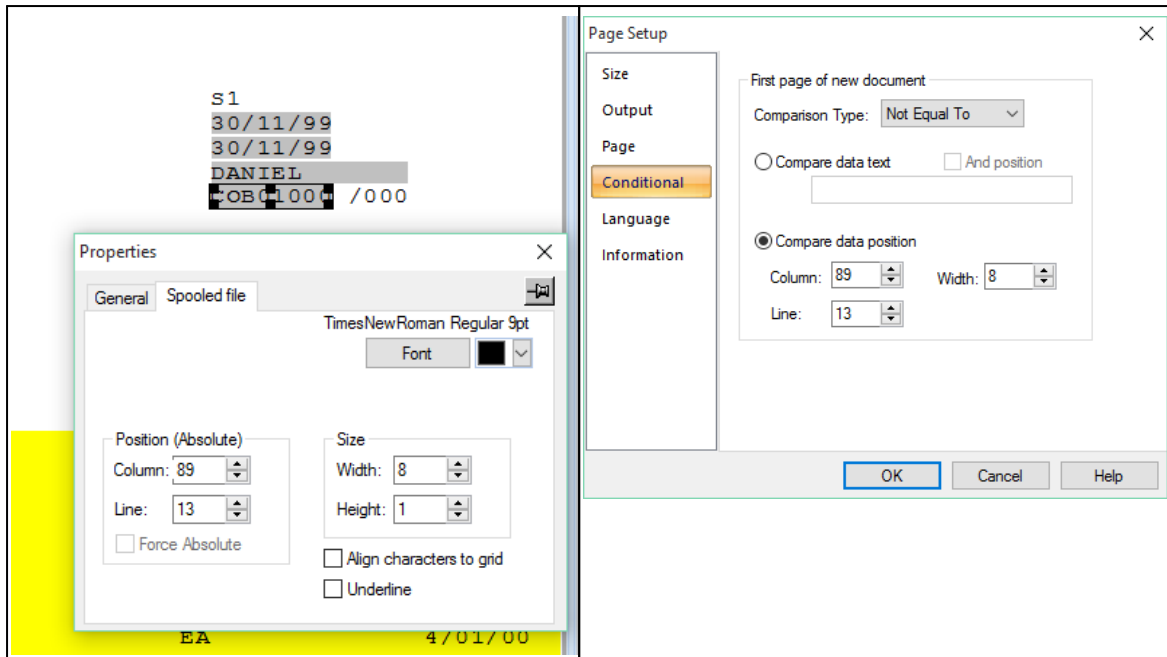 S1
30/11/99
30/11/99
DANIEL
COB01000 /000
Properties
General Spooled file
TimesNewRoman Regular 9pt
Font
Position (Absolute)
Column: 89
Line: 13
Force Absolute
Size
Width: 8
Height: 1
Align characters to grid
Underline
EA 4/01/00
Page Setup
Size
Output
Page
Conditional
Language
Information
First page of new document
Comparison Type: Not Equal To
Compare data text And position
Compare data position
Column: 89 Width: 8
Line: 13
OK Cancel Help